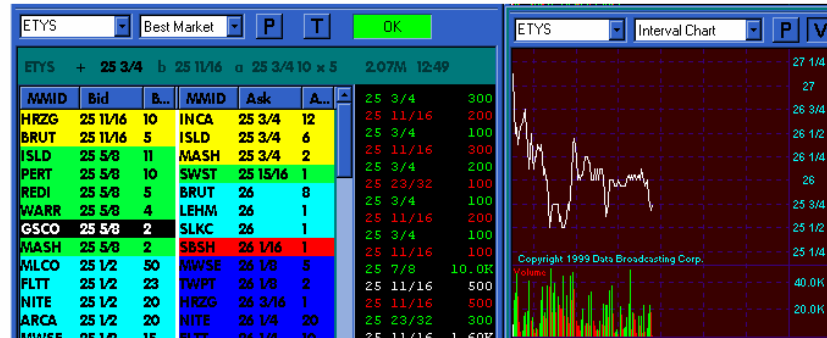 ETYS Best Market P T OK
ETYS + 25 3/4 b 25 11/16 a 25 3/4 10 x 5 2.07M 12:49
MMID Bid B... MMID Ask A...
HRZG 25 11/16 10 INCA 25 3/4 12
BRUT 25 11/16 5 ISLD 25 3/4 6
ISLD 25 5/8 11 MASH 25 3/4 2
PERT 25 5/8 10 SWST 25 15/16 1
REDI 25 5/8 5 BRUT 26 8
WARR 25 5/8 4 LEHM 26 1
GSCO 25 5/8 2 SLKC 26 1
MASH 25 5/8 2 SBSH 26 1/16 1
MLCO 25 1/2 50 MWSE 26 1/8 5
FLTT 25 1/2 23 TWPT 26 1/8 2
NITE 25 1/2 20 HRZG 26 3/16 1
ARCA 25 1/2 20 NITE 26 1/4 20
MWSE 25 1/2 15
25 3/4 300
25 11/16 200
25 3/4 100
25 11/16 300
25 3/4 200
25 23/32 100
25 3/4 100
25 11/16 200
25 3/4 100
25 11/16 100
25 7/8 10.0K
25 11/16 500
25 11/16 500
25 23/32 300
25 11/16 1.60K
ETYS Interval Chart P V
27 1/4
27
26 3/4
26 1/2
26 1/4
26
25 3/4
25 1/2
25 1/4
Copyright 1999 Data Broadcasting Corp.
Volume
40.0K
20.0K